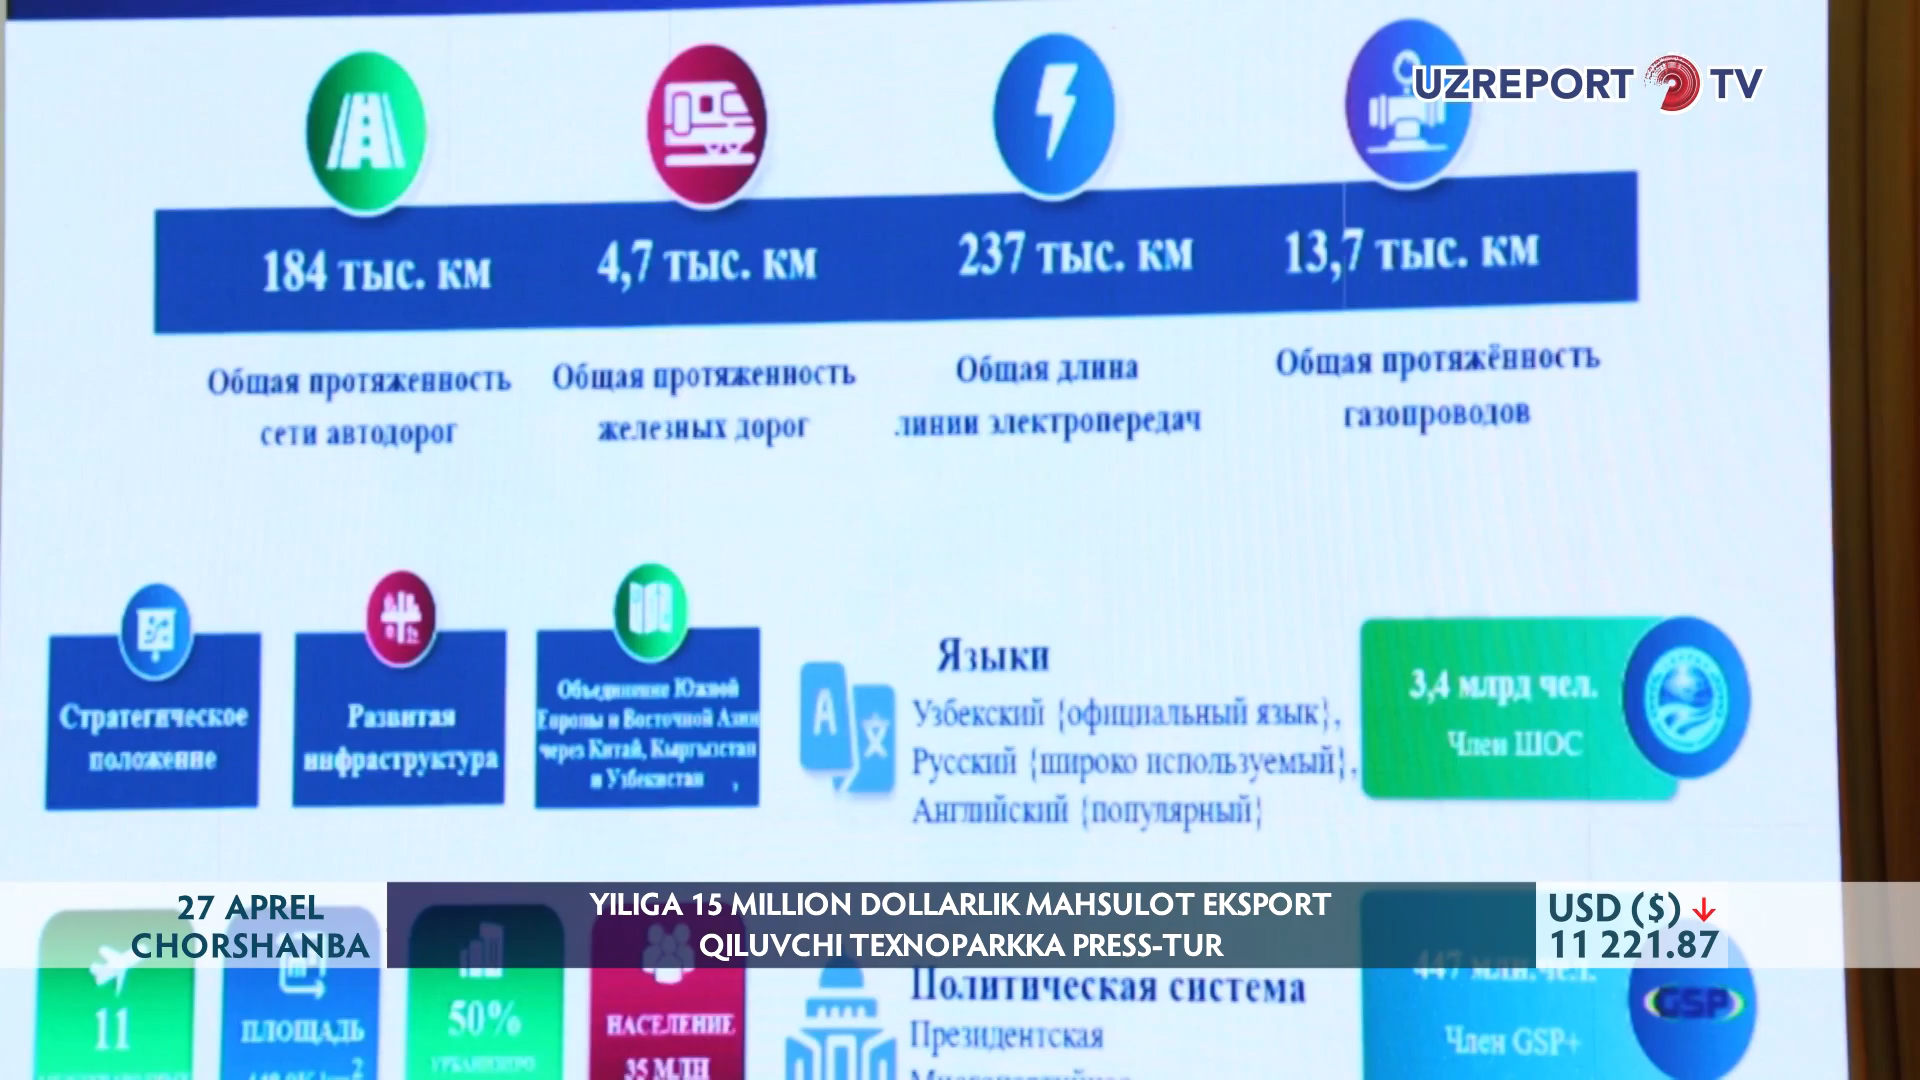 UZREPORT TV
184 тыс. км
4,7 тыс. км
237 тыс. км
13,7 тыс. км
Общая протяженность
сети автодорог
Общая протяженность
железных дорог
Общая длина
линии электропередач
Общая протяжённость
газопроводов
Стратегическое
положение
Развитая
инфраструктура
Объединение Южной
Европы и Восточной Азии
через Китай, Кыргызстан
и Узбекистан ,
Языки
Узбекский {официальный язык},
Русский {широко используемый},
Английский {популярный}
3,4 млрд чел.
Член ШОС
27 APREL
CHORSHANBA
YILIGA 15 MILLION DOLLARLIK MAHSULOT EKSPORT
QILUVCHI TEXNOPARKKA PRESS-TUR
USD ($)
11 221.87
11
ПЛОЩАДЬ
50%
НАСЕЛЕНИЕ
35 МЛН
Политическая система
Президентская
447 млн.чел.
Член GSP+
GSP